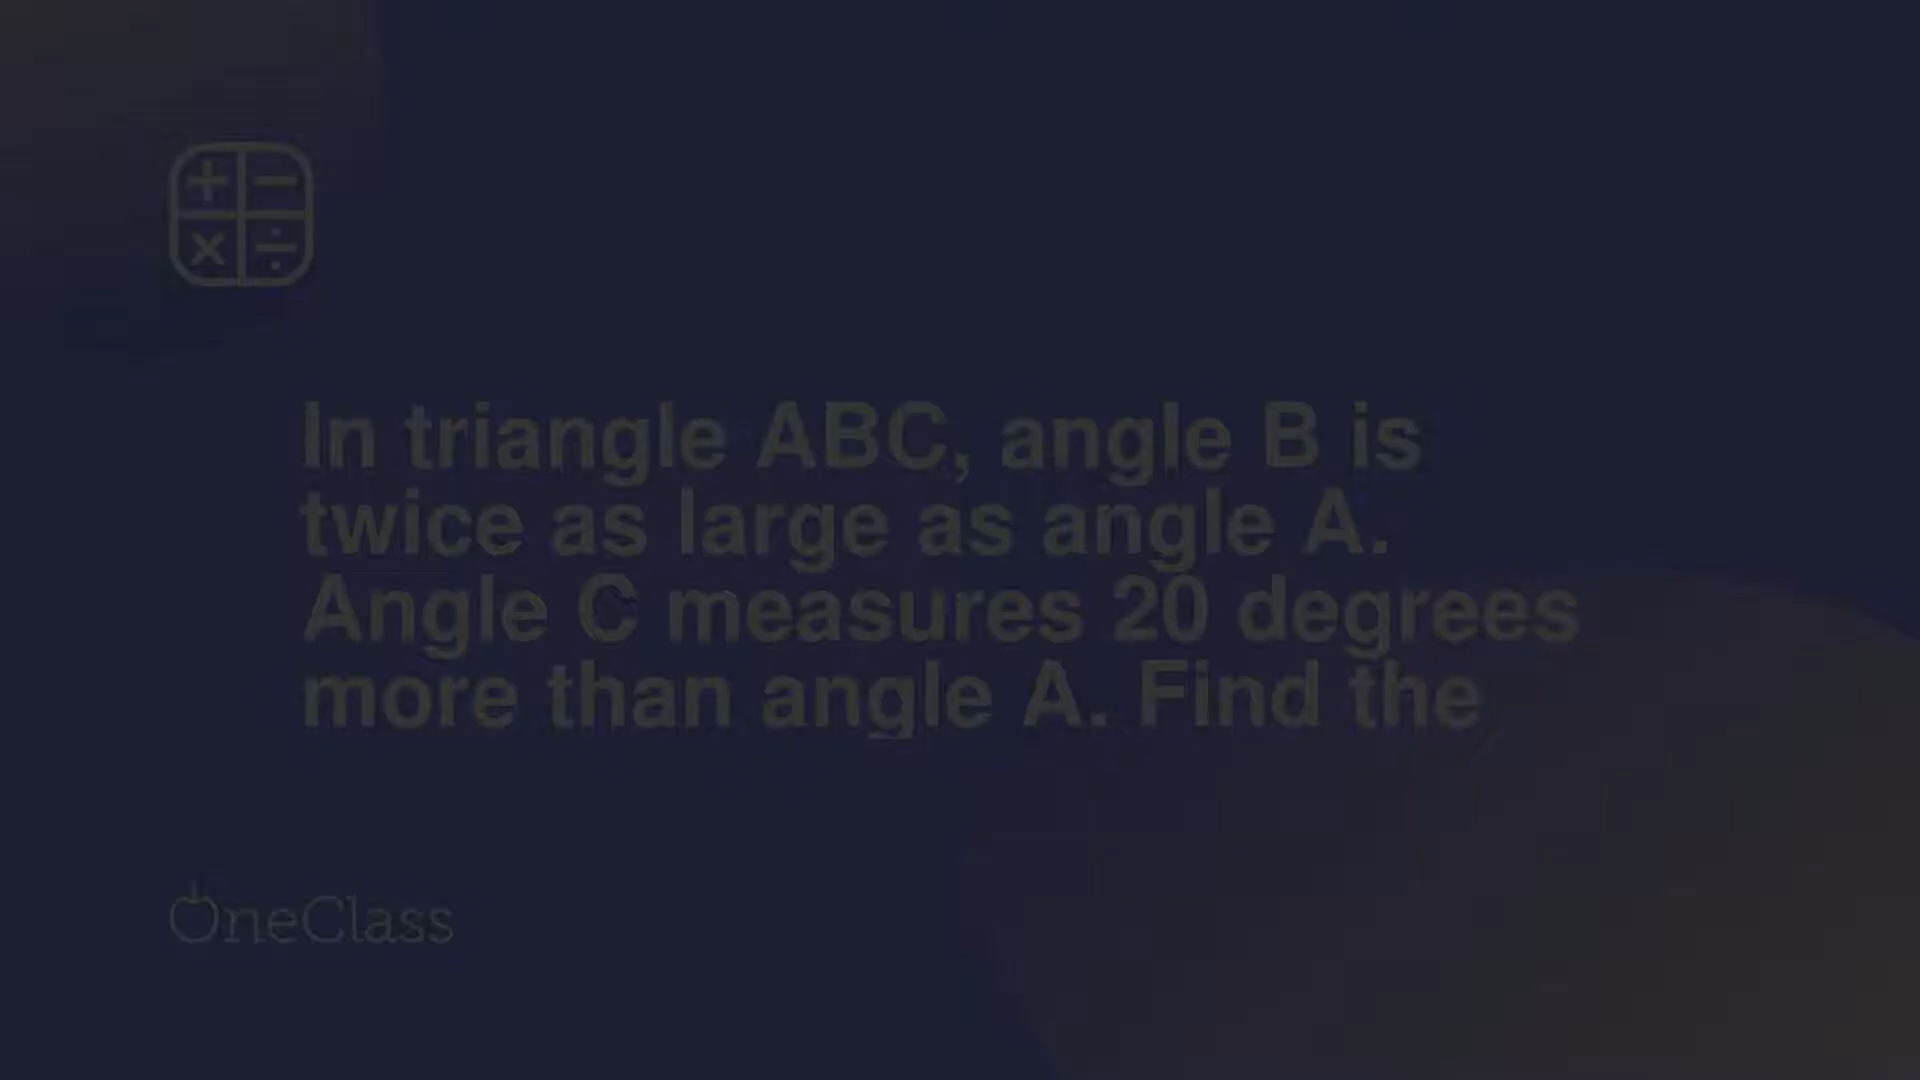 In triangle ABC, angle B is
twice as large as angle A.
Angle C measures 20 degrees
more than angle A. Find the
OneClass